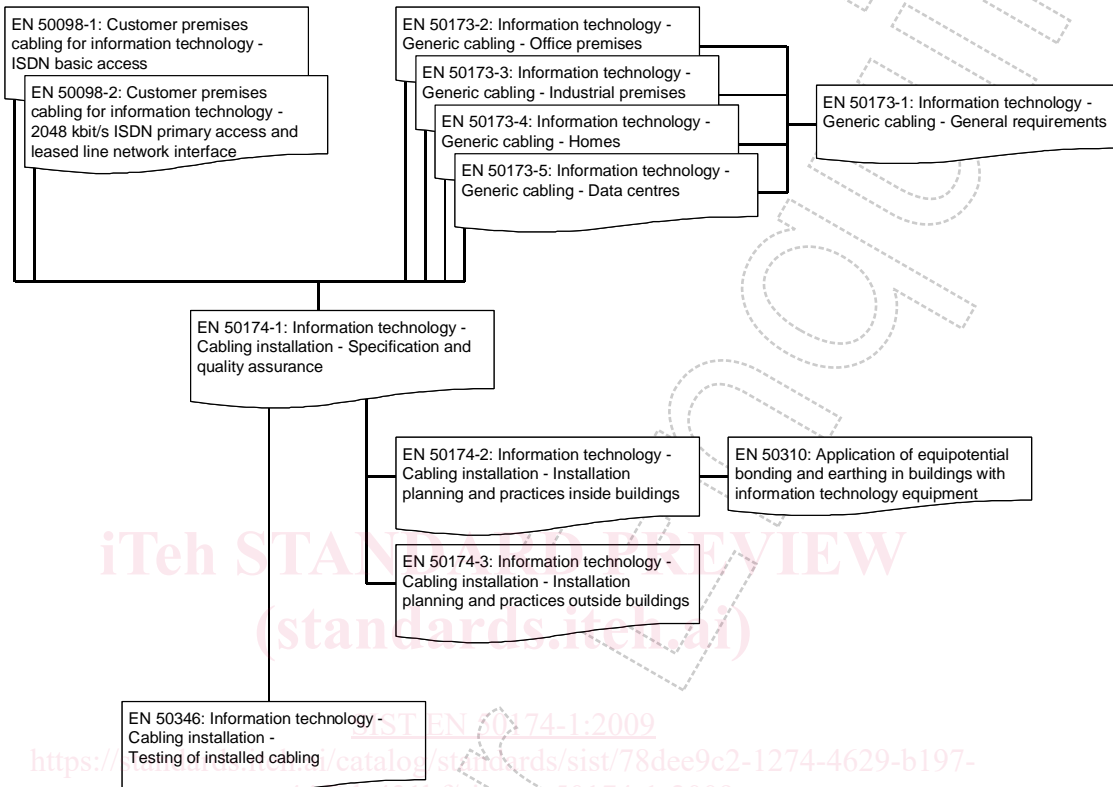 EN 50098-1: Customer premises
cabling for information technology -
ISDN basic access
EN 50098-2: Customer premises
cabling for information technology -
2048 kbit/s ISDN primary access and
leased line network interface
EN 50173-2: Information technology -
Generic cabling - Office premises
EN 50173-3: Information technology -
Generic cabling - Industrial premises
EN 50173-4: Information technology -
Generic cabling - Homes
EN 50173-5: Information technology -
Generic cabling - Data centres
EN 50173-1: Information technology -
Generic cabling - General requirements
EN 50174-1: Information technology -
Cabling installation - Specification and
quality assurance
EN 50174-2: Information technology -
Cabling installation - Installation
planning and practices inside buildings
EN 50310: Application of equipotential
bonding and earthing in buildings with
information technology equipment
iTeh STANDARD PREVIEW
EN 50174-3: Information technology -
Cabling installation - Installation
planning and practices outside buildings
(standards.iteh.ai)
EN 50346: Information technology -
Cabling installation -
Testing of installed cabling
SIST EN 50174-1:2009
https://standards.iteh.ai/catalog/standards/sist/78dee9c2-1274-4629-b197-